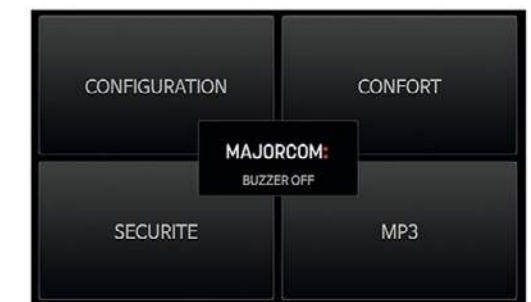 CONFIGURATION
CONFORT
MAJORCOM:
BUZZER OFF
SECURITE
MP3